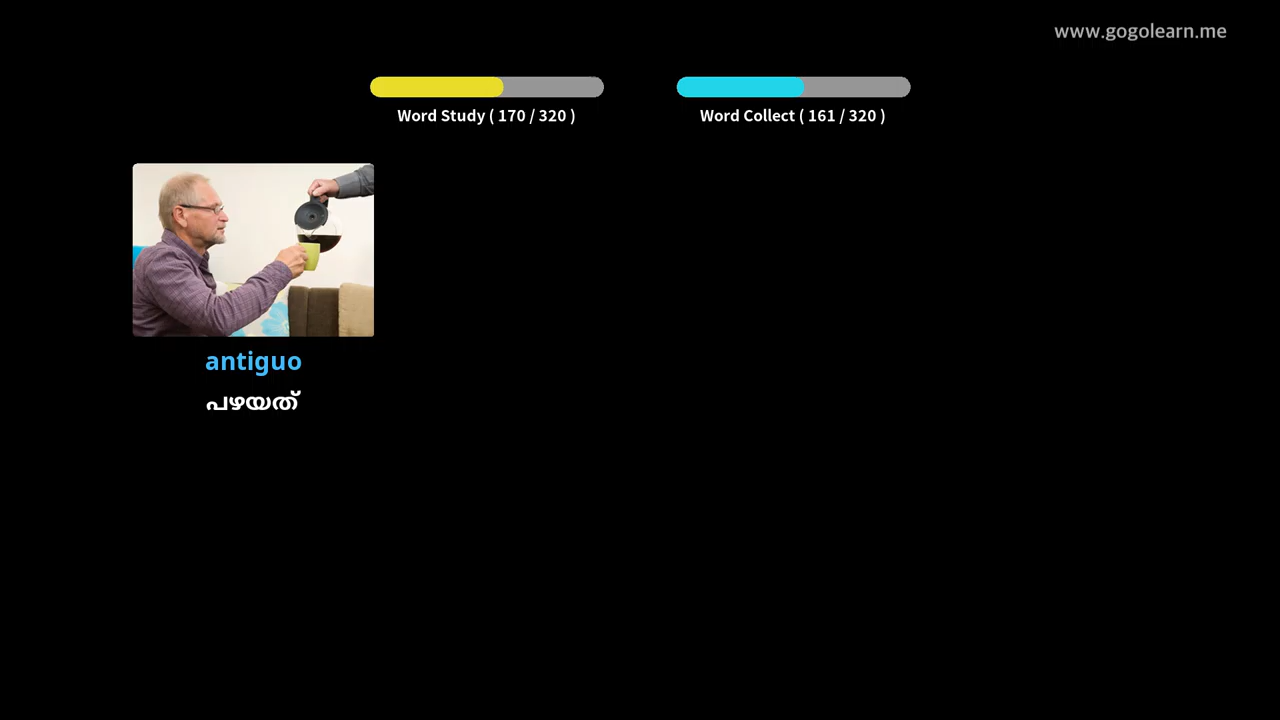 www.gogolearn.me
Word Study ( 170 / 320 )
Word Collect ( 161 / 320 )
antiguo
പഴയത്